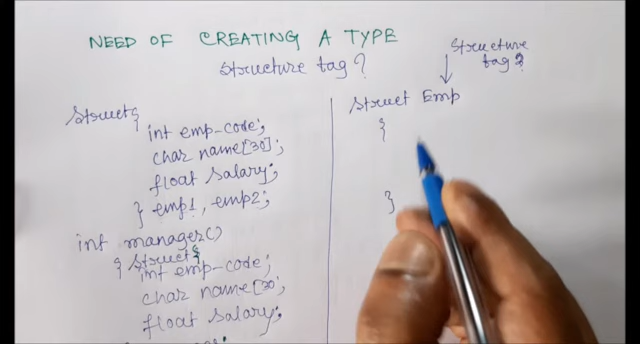 NEED OF CREATING A TYPE
structure tag?
struct{
int emp-code;
char name[30];
float salary;
} emp1, emp2;
int manager()
{ struct{
int emp-code;
char name[30;
float salary;
structure
tag?
struct Emp
{
}